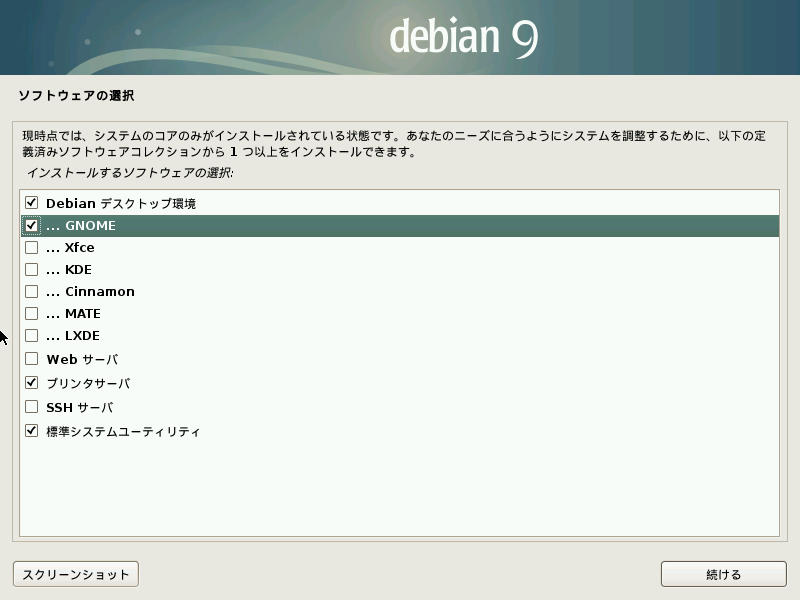 debian 9
ソフトウェアの選択
現時点では、システムのコアのみがインストールされている状態です。あなたのニーズに合うようにシステムを調整するために、以下の定
義済みソフトウェアコレクションから 1 つ以上をインストールできます。
インストールするソフトウェアの選択:
Debian デスクトップ環境
... GNOME
... Xfce
... KDE
... Cinnamon
... MATE
... LXDE
Web サーバ
プリンタサーバ
SSH サーバ
標準システムユーティリティ
スクリーンショット
続ける